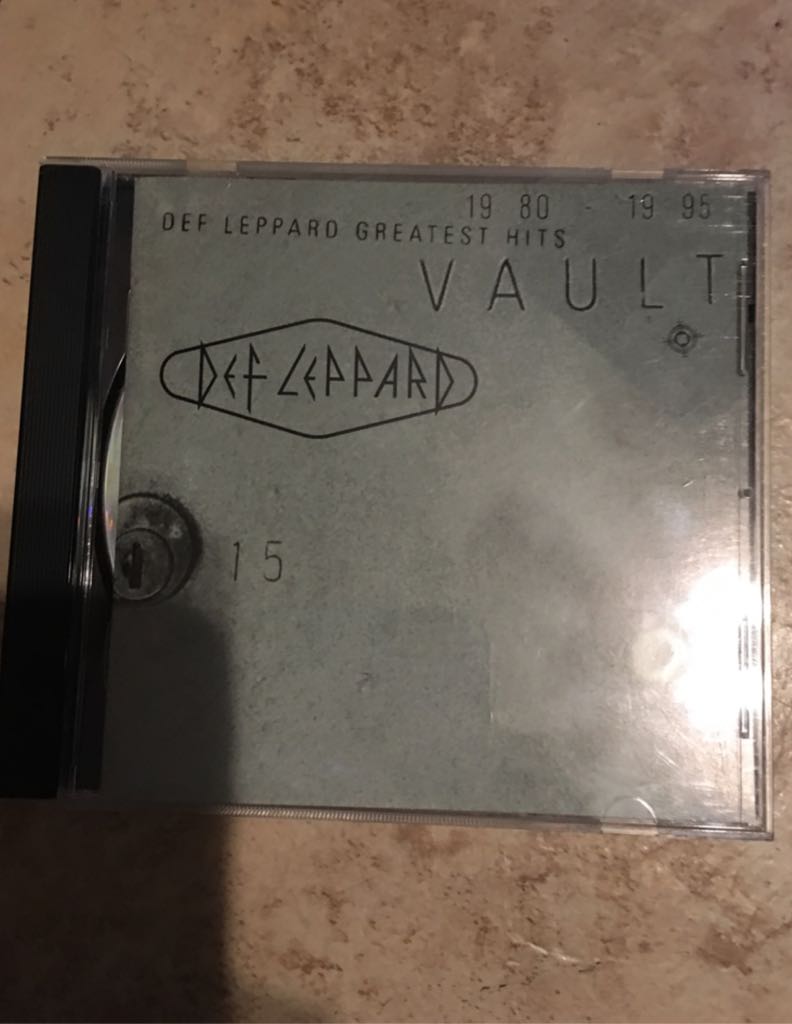 19 80 - 19 95
DEF LEPPARD GREATEST HITS
VAULT
DEF LEPPARD
15